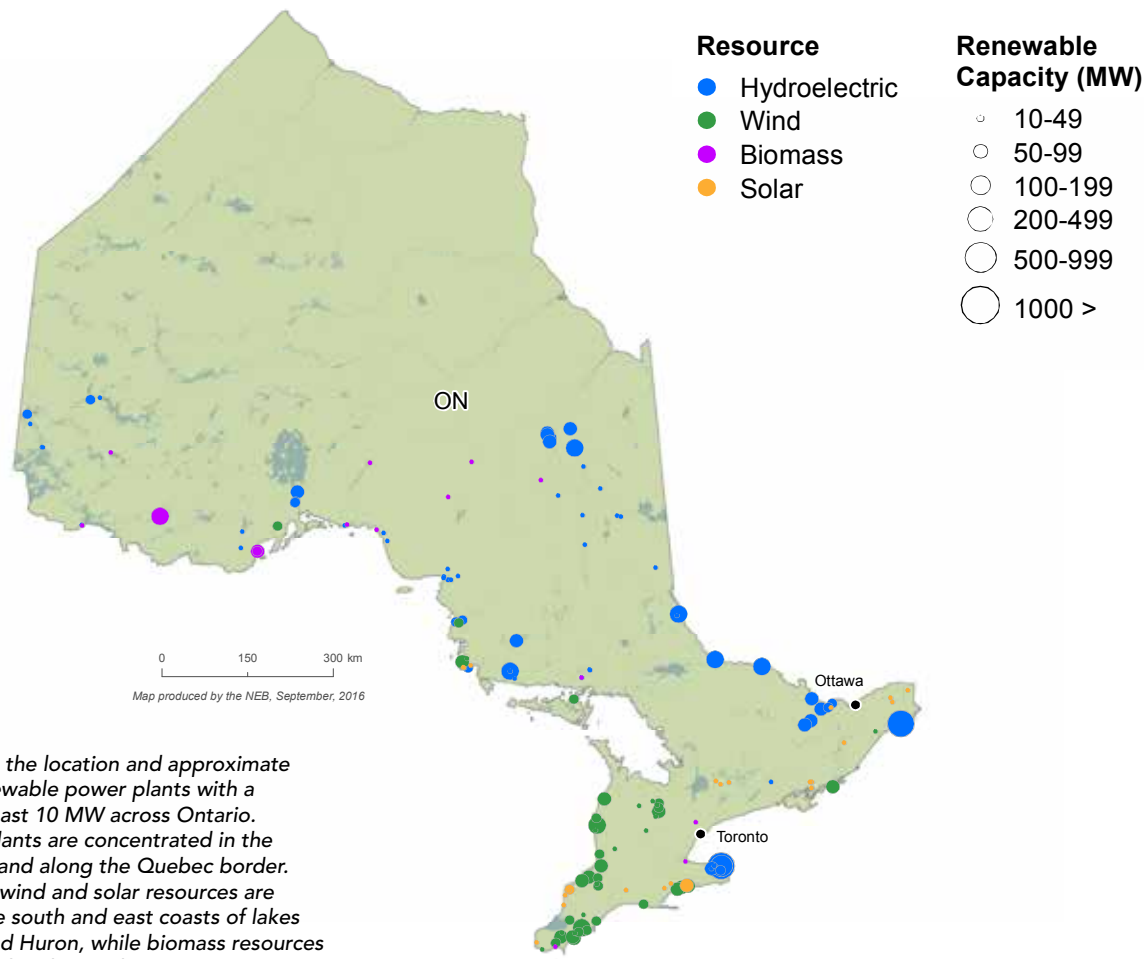 Resource
Hydroelectric
Wind
Biomass
Solar
Renewable
Capacity (MW)
10-49
50-99
100-199
200-499
500-999
1000 >
ON
0 150 300 km
Map produced by the NEB, September, 2016
Ottawa
Toronto
the location and approximate
wable power plants with a
ast 10 MW across Ontario.
lants are concentrated in the
and along the Quebec border.
wind and solar resources are
e south and east coasts of lakes
d Huron, while biomass resources